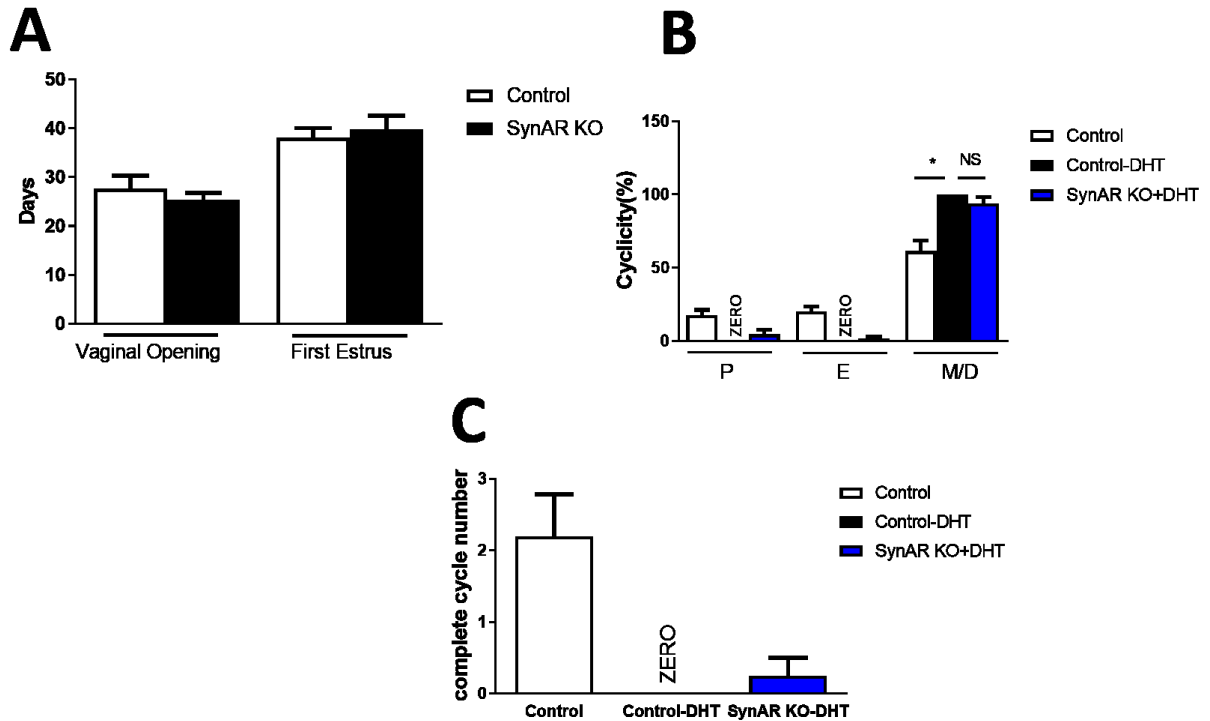 A
50
40
30
20
10
0
Days
Vaginal Opening
First Estrus
Control
SynAR KO
B
150
100
50
0
Cyclicity(%)
ZERO
ZERO
*
NS
P
E
M/D
Control
Control-DHT
SynAR KO+DHT
C
3
2
1
0
complete cycle number
ZERO
Control
Control-DHT
SynAR KO-DHT
Control
Control-DHT
SynAR KO+DHT